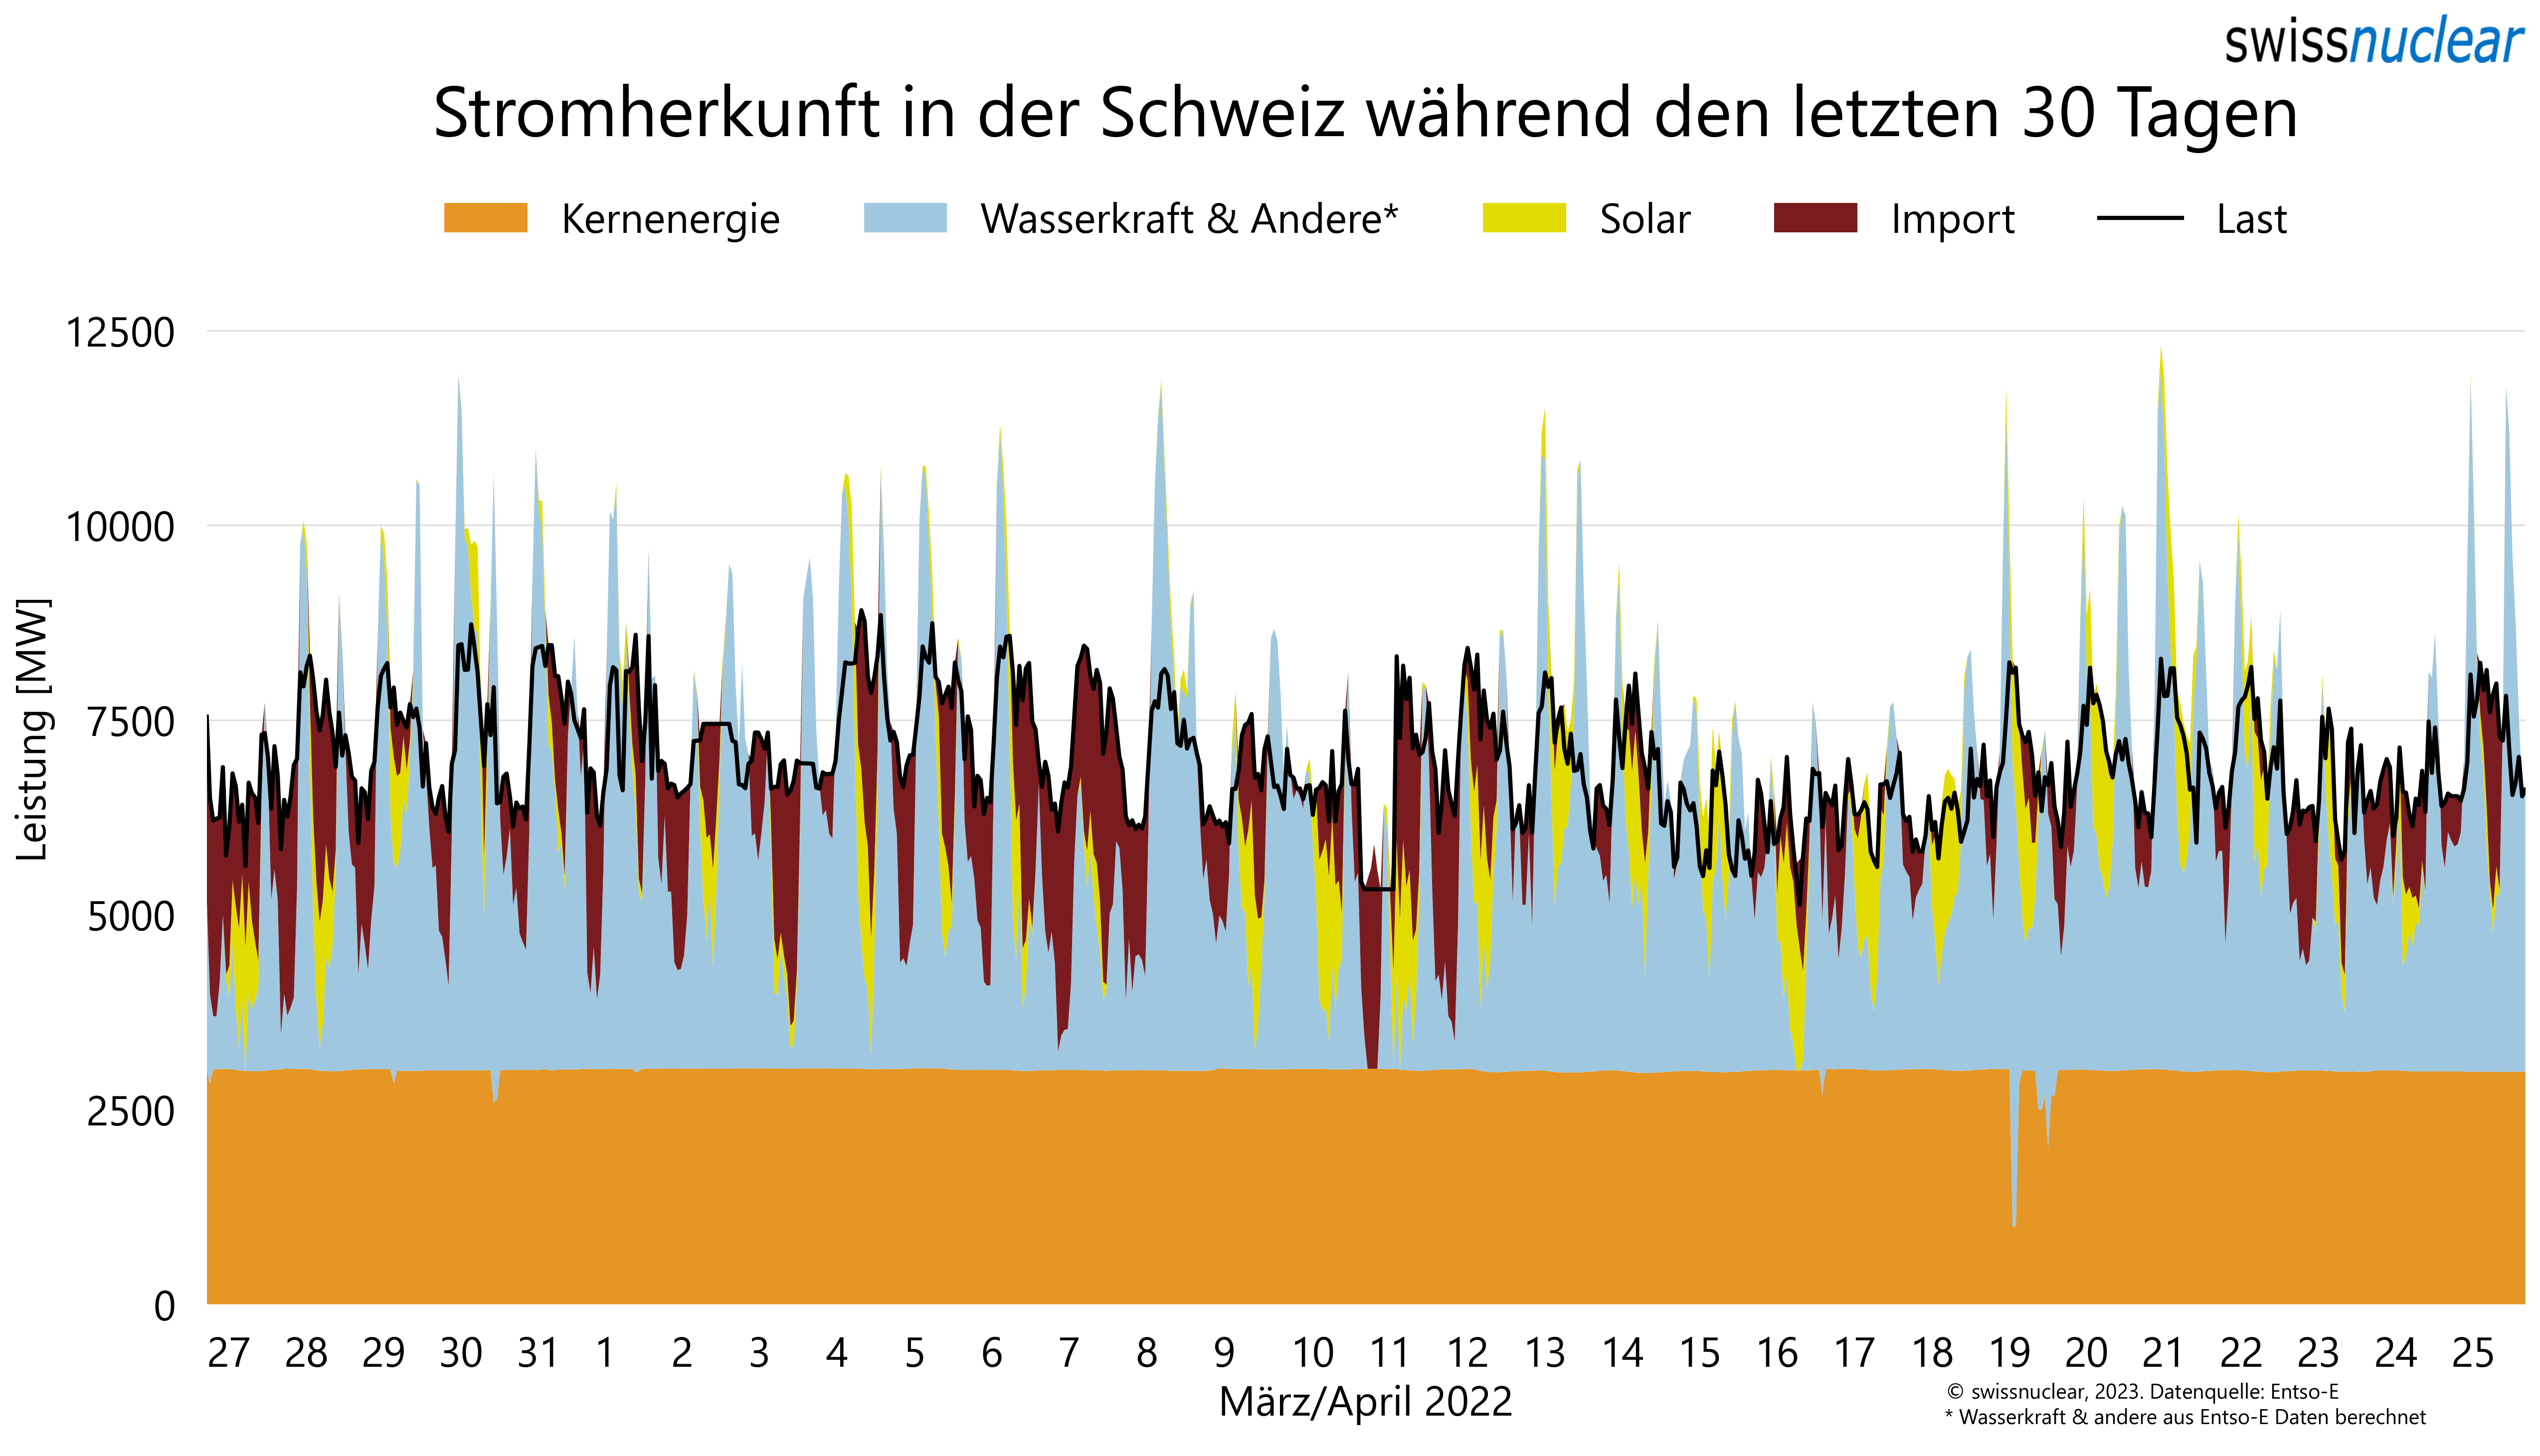 swissnuclear
Stromherkunft in der Schweiz während den letzten 30 Tagen
Kernenergie Wasserkraft & Andere* Solar Import Last
12500
10000
7500
5000
2500
0
Leistung [MW]
27 28 29 30 31 1 2 3 4 5 6 7 8 9 10 11 12 13 14 15 16 17 18 19 20 21 22 23 24 25
März/April 2022
© swissnuclear, 2023. Datenquelle: Entso-E
* Wasserkraft & andere aus Entso-E Daten berechnet